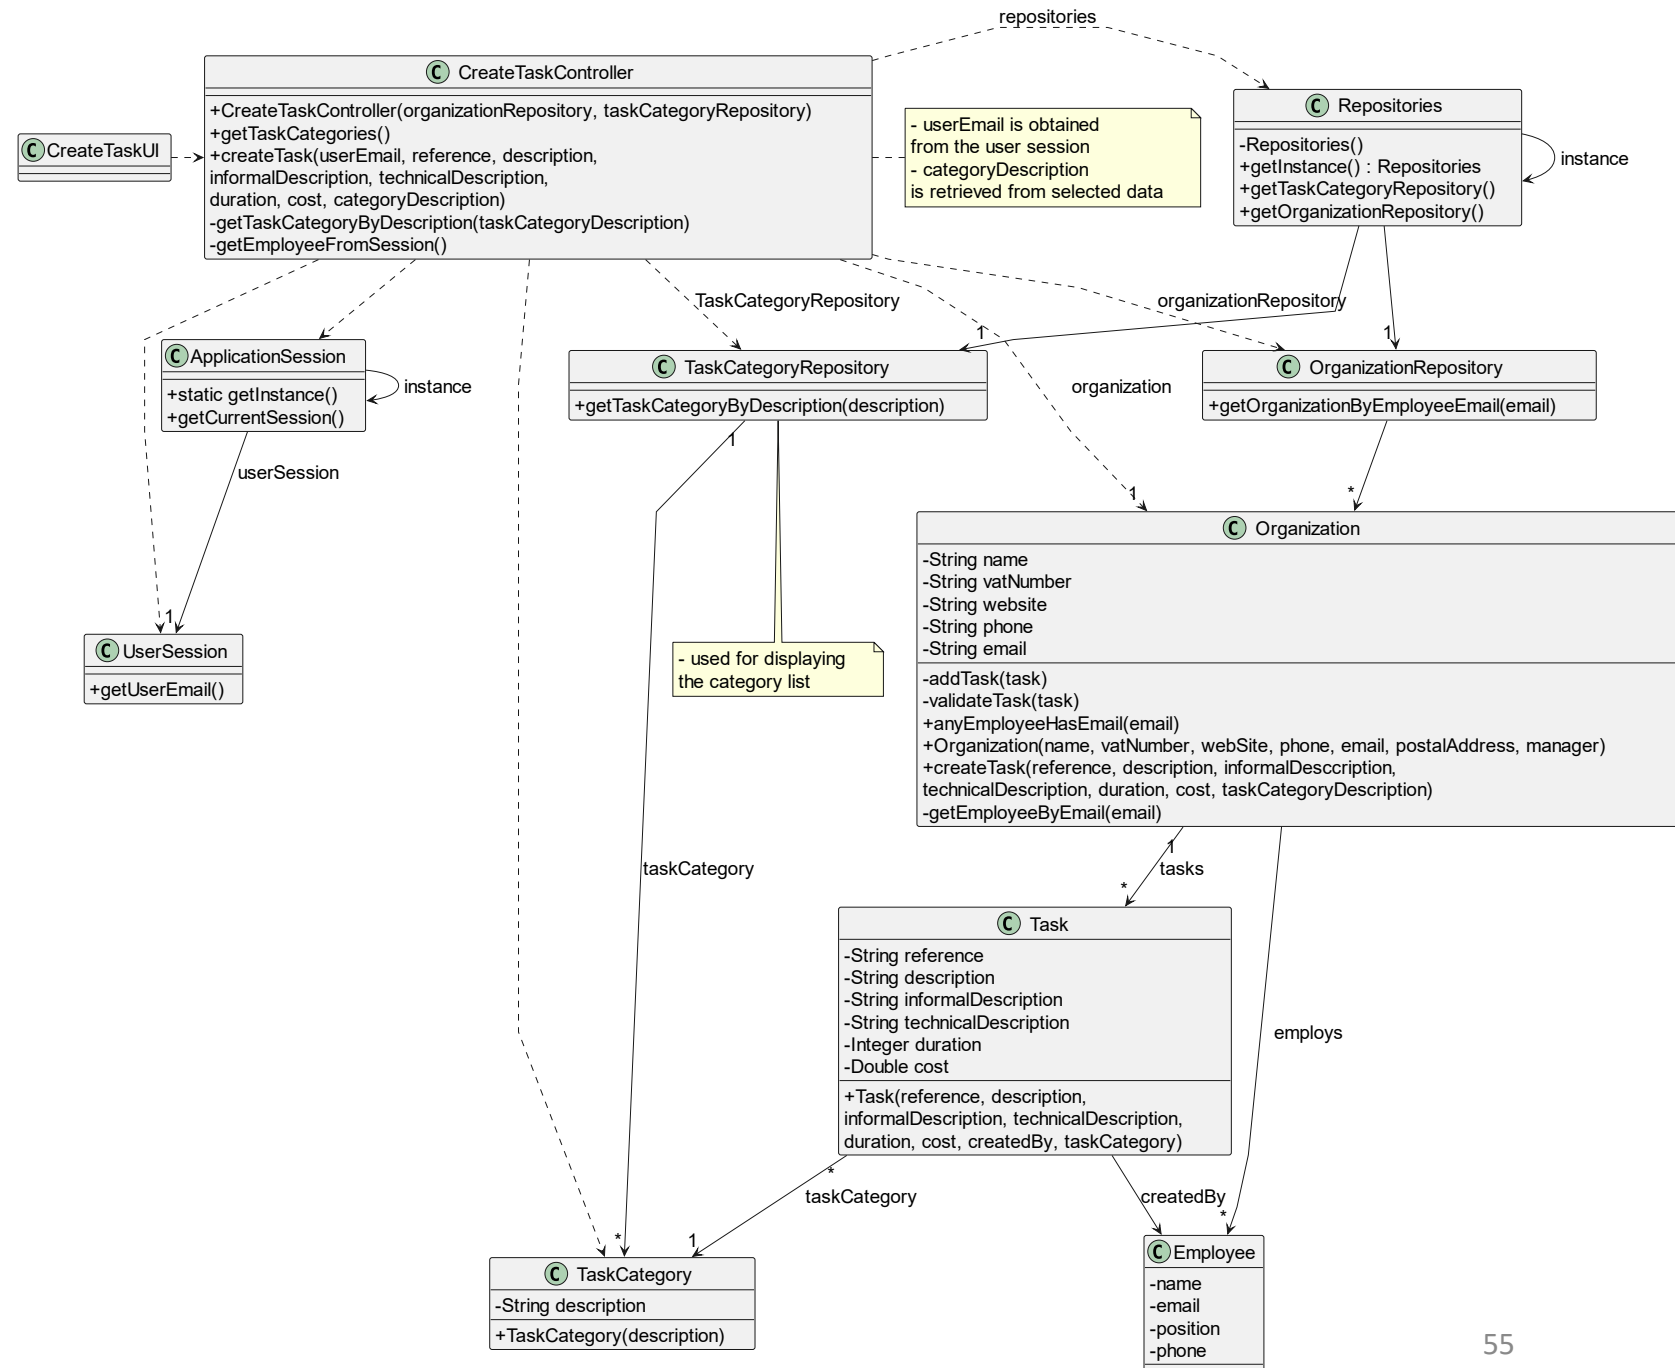 repositories
C CreateTaskController
+CreateTaskController(organizationRepository, taskCategoryRepository)
+getTaskCategories()
+createTask(userEmail, reference, description,
informalDescription, technicalDescription,
duration, cost, categoryDescription)
-getTaskCategoryByDescription(taskCategoryDescription)
-getEmployeeFromSession()
C CreateTaskUI
- userEmail is obtained
from the user session
- categoryDescription
is retrieved from selected data
C Repositories
-Repositories()
+getInstance() : Repositories
+getTaskCategoryRepository()
+getOrganizationRepository()
instance
TaskCategoryRepository
organizationRepository
1
1
C ApplicationSession
+static getInstance()
+getCurrentSession()
instance
C TaskCategoryRepository
+getTaskCategoryByDescription(description)
organization
C OrganizationRepository
+getOrganizationByEmployeeEmail(email)
1
userSession
1
*
C Organization
-String name
-String vatNumber
-String website
-String phone
-String email
-addTask(task)
-validateTask(task)
+anyEmployeeHasEmail(email)
+Organization(name, vatNumber, webSite, phone, email, postalAddress, manager)
+createTask(reference, description, informalDesccription,
technicalDescription, duration, cost, taskCategoryDescription)
-getEmployeeByEmail(email)
1
C UserSession
+getUserEmail()
- used for displaying
the category list
taskCategory
1
tasks
*
C Task
-String reference
-String description
-String informalDescription
-String technicalDescription
-Integer duration
-Double cost
+Task(reference, description,
informalDescription, technicalDescription,
duration, cost, createdBy, taskCategory)
employs
*
taskCategory
createdBy
*
*
1
C TaskCategory
-String description
+TaskCategory(description)
C Employee
-name
-email
-position
-phone
55